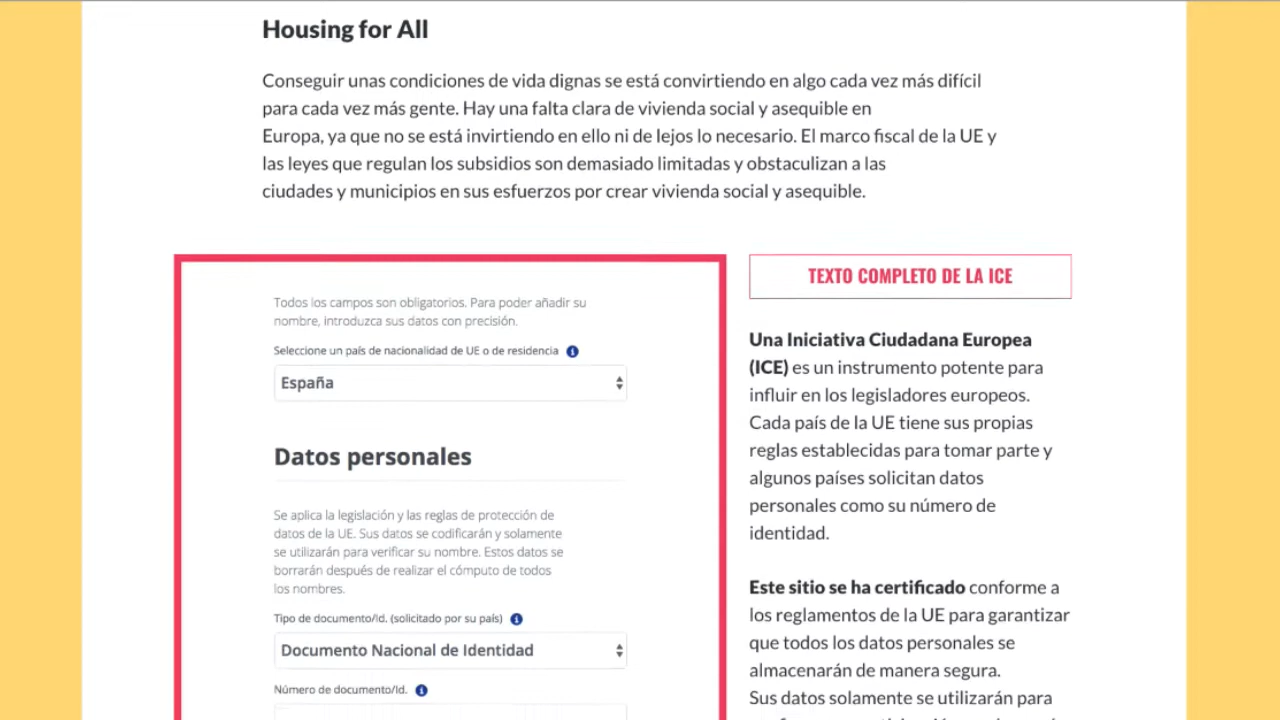 Housing for All
Conseguir unas condiciones de vida dignas se está convirtiendo en algo cada vez más difícil
para cada vez más gente. Hay una falta clara de vivienda social y asequible en
Europa, ya que no se está invirtiendo en ello ni de lejos lo necesario. El marco fiscal de la UE y
las leyes que regulan los subsidios son demasiado limitadas y obstaculizan a las
ciudades y municipios en sus esfuerzos por crear vivienda social y asequible.
Todos los campos son obligatorios. Para poder añadir su
nombre, introduzca sus datos con precisión.
Seleccione un país de nacionalidad de UE o de residencia
España
Datos personales
Se aplica la legislación y las reglas de protección de
datos de la UE. Sus datos se codificarán y solamente
se utilizarán para verificar su nombre. Estos datos se
borrarán después de realizar el cómputo de todos
los nombres.
Tipo de documento/Id. (solicitado por su país)
Documento Nacional de Identidad
Número de documento/Id.
TEXTO COMPLETO DE LA ICE
Una Iniciativa Ciudadana Europea
(ICE) es un instrumento potente para
influir en los legisladores europeos.
Cada país de la UE tiene sus propias
reglas establecidas para tomar parte y
algunos países solicitan datos
personales como su número de
identidad.
Este sitio se ha certificado conforme a
los reglamentos de la UE para garantizar
que todos los datos personales se
almacenarán de manera segura.
Sus datos solamente se utilizarán para